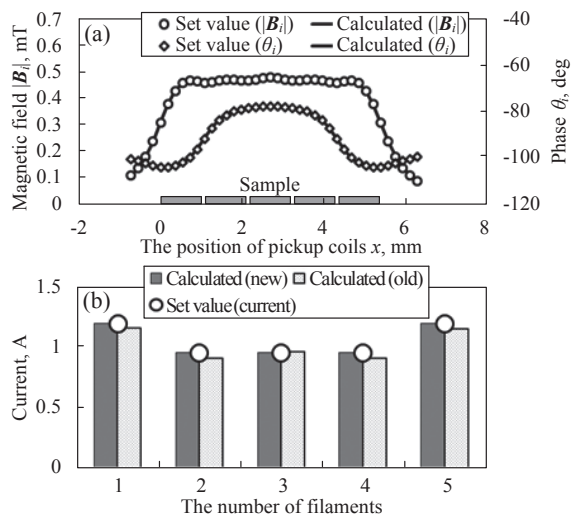 (a)
Set value (|Bᵢ|) Calculated (|Bᵢ|)
Set value (θᵢ) Calculated (θᵢ)
Magnetic field |Bᵢ|, mT
0.7
0.6
0.5
0.4
0.3
0.2
0.1
0
Phase θᵢ, deg
-40
-60
-80
-100
-120
Sample
-2 0 2 4 6 8
The position of pickup coils x, mm
(b)
Calculated (new) Calculated (old)
Set value (current)
Current, A
1.5
1
0.5
1
0
1 2 3 4 5
The number of filaments